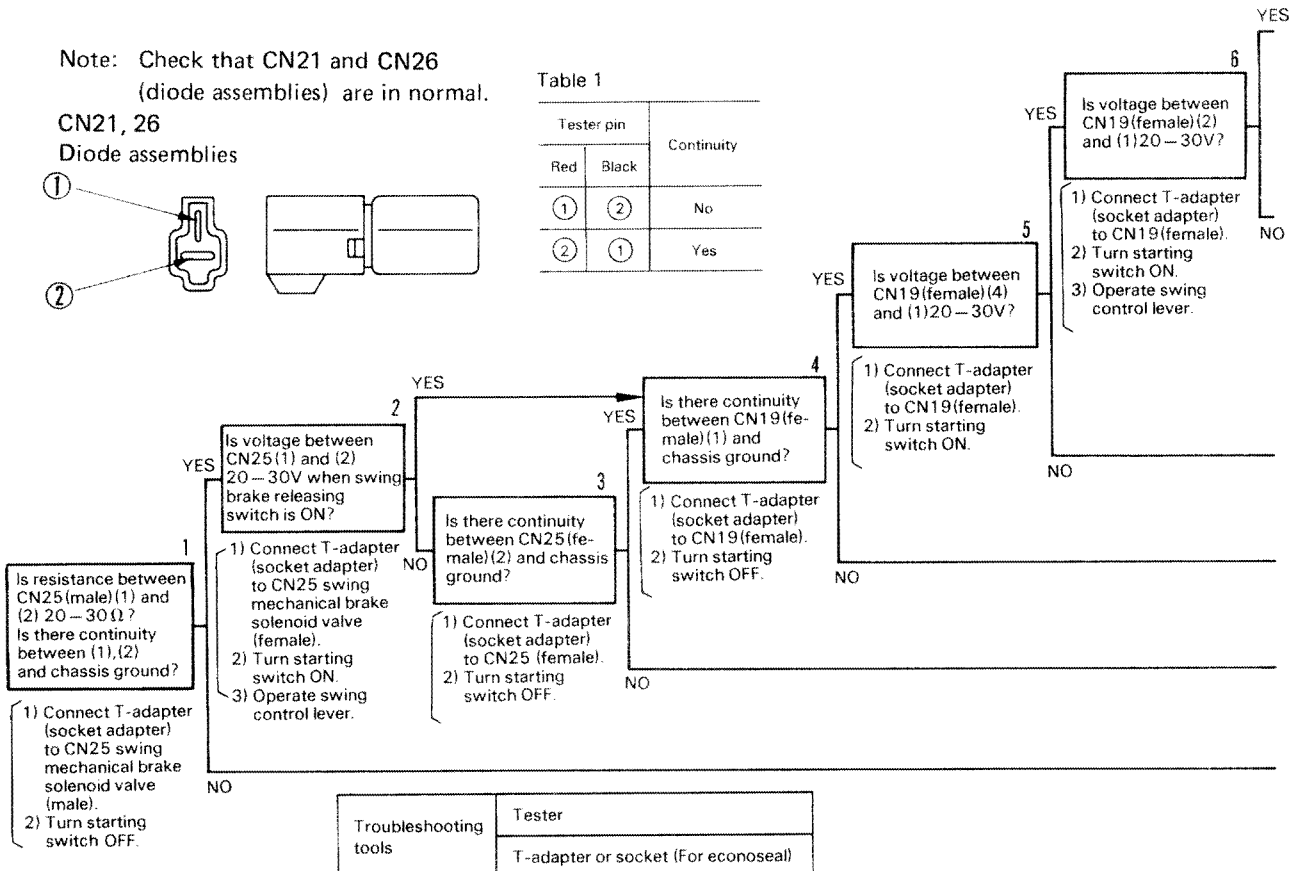 Note: Check that CN21 and CN26
(diode assemblies) are in normal.
CN21, 26
Diode assemblies
①
②
Table 1
Tester pin
Continuity
Red
Black
① ② No
② ① Yes
1
Is resistance between
CN25(male)(1) and
(2) 20-30Ω?
Is there continuity
between (1),(2)
and chassis ground?
1) Connect T-adapter
(socket adapter)
to CN25 swing
mechanical brake
solenoid valve
(male).
2) Turn starting
switch OFF.
YES
NO
2
Is voltage between
CN25(1) and (2)
20-30V when swing
brake releasing
switch is ON?
1) Connect T-adapter
(socket adapter)
to CN25 swing
mechanical brake
solenoid valve
(female).
2) Turn starting
switch ON.
3) Operate swing
control lever.
YES
NO
3
Is there continuity
between CN25(fe-
male)(2) and chassis
ground?
1) Connect T-adapter
(socket adapter)
to CN25 (female).
2) Turn starting
switch OFF.
YES
NO
4
Is there continuity
between CN19(fe-
male)(1) and
chassis ground?
1) Connect T-adapter
(socket adapter)
to CN19(female).
2) Turn starting
switch OFF.
YES
NO
5
Is voltage between
CN19(female)(4)
and (1)20-30V?
1) Connect T-adapter
(socket adapter)
to CN19(female).
2) Turn starting
switch ON.
YES
NO
6
Is voltage between
CN19(female)(2)
and (1)20-30V?
1) Connect T-adapter
(socket adapter)
to CN19(female).
2) Turn starting
switch ON.
3) Operate swing
control lever.
YES
NO
Troubleshooting
tools
Tester
T-adapter or socket (For econoseal)